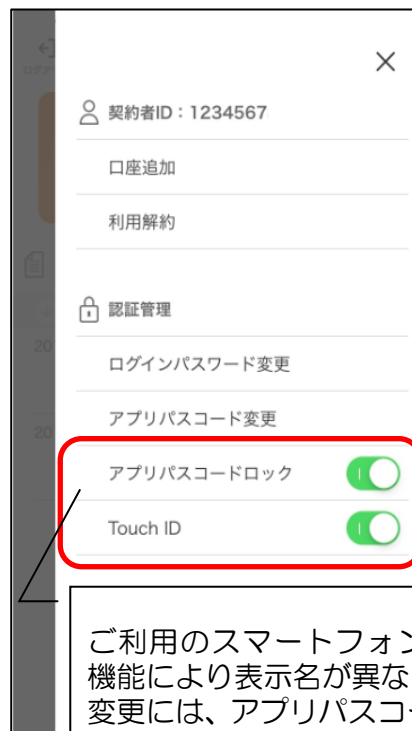 契約者ID：1234567
口座追加
利用解約
認証管理
20
ログインパスワード変更
アプリパスコード変更
20
アプリパスコードロック
Touch ID
ご利用のスマートフォン
機能により表示名が異な
変更には、アプリパスコー